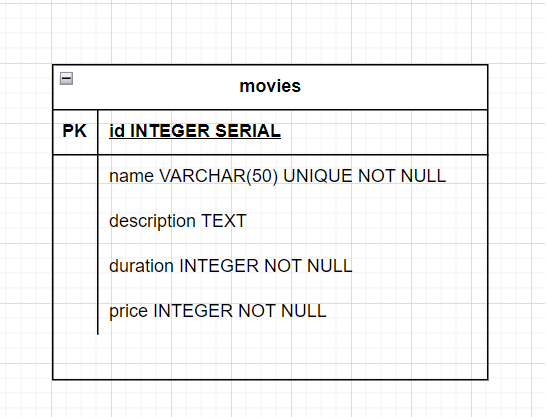 movies
PK id INTEGER SERIAL
name VARCHAR(50) UNIQUE NOT NULL
description TEXT
duration INTEGER NOT NULL
price INTEGER NOT NULL